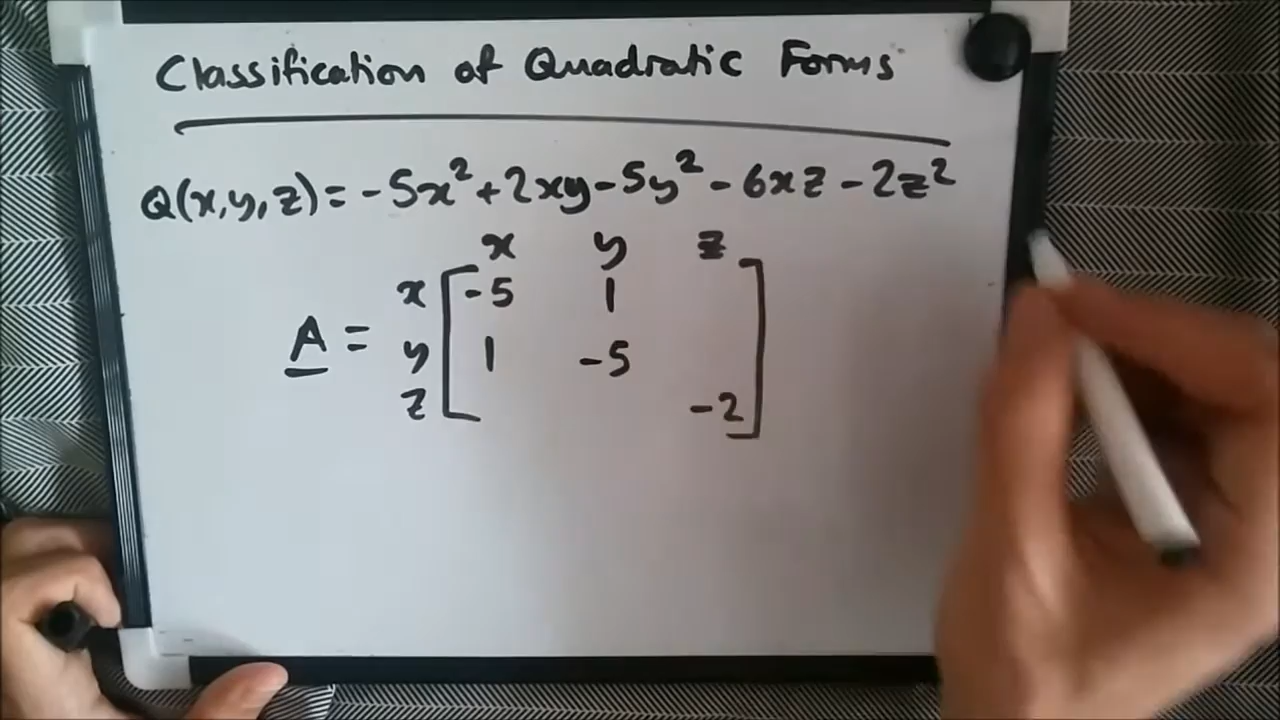 Classification of Quadratic Forms
Q(x,y,z)= -5x²+2xy-5y²-6xz-2z²
x y z
x -5 1
A = y 1 -5
z -2